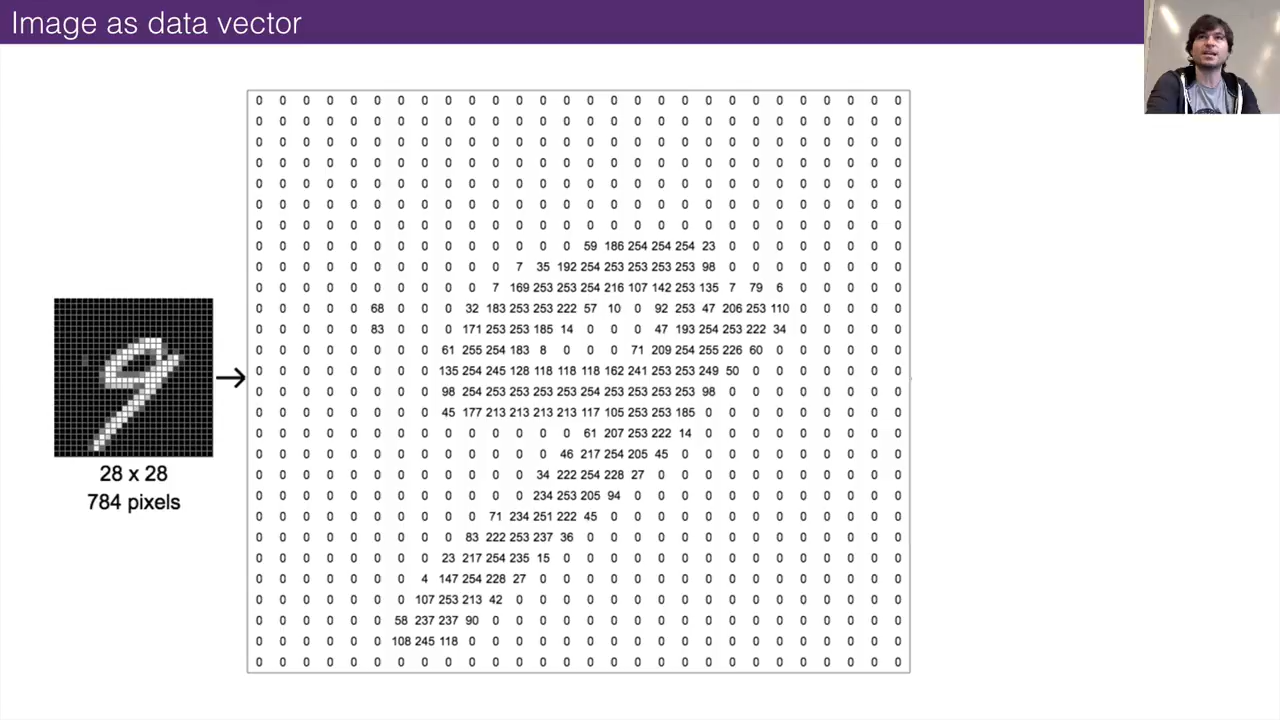 Image as data vector
0 0 0 0 0 0 0 0 0 0 0 0 0 0 0 0 0 0 0 0 0 0 0 0 0 0 0 0
0 0 0 0 0 0 0 0 0 0 0 0 0 0 0 0 0 0 0 0 0 0 0 0 0 0 0 0
0 0 0 0 0 0 0 0 0 0 0 0 0 0 0 0 0 0 0 0 0 0 0 0 0 0 0 0
0 0 0 0 0 0 0 0 0 0 0 0 0 0 0 0 0 0 0 0 0 0 0 0 0 0 0 0
0 0 0 0 0 0 0 0 0 0 0 0 0 0 0 0 0 0 0 0 0 0 0 0 0 0 0 0
0 0 0 0 0 0 0 0 0 0 0 0 0 0 0 0 0 0 0 0 0 0 0 0 0 0 0 0
0 0 0 0 0 0 0 0 0 0 0 0 0 0 0 0 0 0 0 0 0 0 0 0 0 0 0 0
0 0 0 0 0 0 0 0 0 0 0 0 0 0 59 186 254 254 254 23 0 0 0 0 0 0 0 0
0 0 0 0 0 0 0 0 0 0 0 7 35 192 254 253 253 253 253 98 0 0 0 0 0 0 0 0
0 0 0 0 0 0 0 0 0 0 7 169 253 253 254 216 107 142 253 135 7 79 6 0 0 0 0 0
0 0 0 0 0 68 0 0 0 32 183 253 253 222 57 10 0 92 253 47 206 253 110 0 0 0 0 0
0 0 0 0 0 83 0 0 0 171 253 253 185 14 0 0 0 47 193 254 253 222 34 0 0 0 0 0
0 0 0 0 0 0 0 0 61 255 254 183 8 0 0 0 71 209 254 255 226 60 0 0 0 0 0 0
0 0 0 0 0 0 0 0 135 254 245 128 118 118 118 162 241 253 253 249 50 0 0 0 0 0 0 0
0 0 0 0 0 0 0 0 98 254 253 253 253 253 254 253 253 253 253 98 0 0 0 0 0 0 0 0
0 0 0 0 0 0 0 0 45 177 213 213 213 213 117 105 253 253 185 0 0 0 0 0 0 0 0 0
0 0 0 0 0 0 0 0 0 0 0 0 0 0 61 207 253 222 14 0 0 0 0 0 0 0 0 0
0 0 0 0 0 0 0 0 0 0 0 0 0 46 217 254 205 45 0 0 0 0 0 0 0 0 0 0
0 0 0 0 0 0 0 0 0 0 0 0 34 222 254 228 27 0 0 0 0 0 0 0 0 0 0 0
0 0 0 0 0 0 0 0 0 0 0 0 234 253 205 94 0 0 0 0 0 0 0 0 0 0 0 0
0 0 0 0 0 0 0 0 0 0 71 234 251 222 45 0 0 0 0 0 0 0 0 0 0 0 0 0
0 0 0 0 0 0 0 0 0 83 222 253 237 36 0 0 0 0 0 0 0 0 0 0 0 0 0 0
0 0 0 0 0 0 0 0 23 217 254 235 15 0 0 0 0 0 0 0 0 0 0 0 0 0 0 0
0 0 0 0 0 0 0 4 147 254 228 27 0 0 0 0 0 0 0 0 0 0 0 0 0 0 0 0
0 0 0 0 0 0 0 107 253 213 42 0 0 0 0 0 0 0 0 0 0 0 0 0 0 0 0 0
0 0 0 0 0 0 58 237 237 90 0 0 0 0 0 0 0 0 0 0 0 0 0 0 0 0 0 0
0 0 0 0 0 0 108 245 118 0 0 0 0 0 0 0 0 0 0 0 0 0 0 0 0 0 0 0
0 0 0 0 0 0 0 0 0 0 0 0 0 0 0 0 0 0 0 0 0 0 0 0 0 0 0 0
9
28 x 28
784 pixels